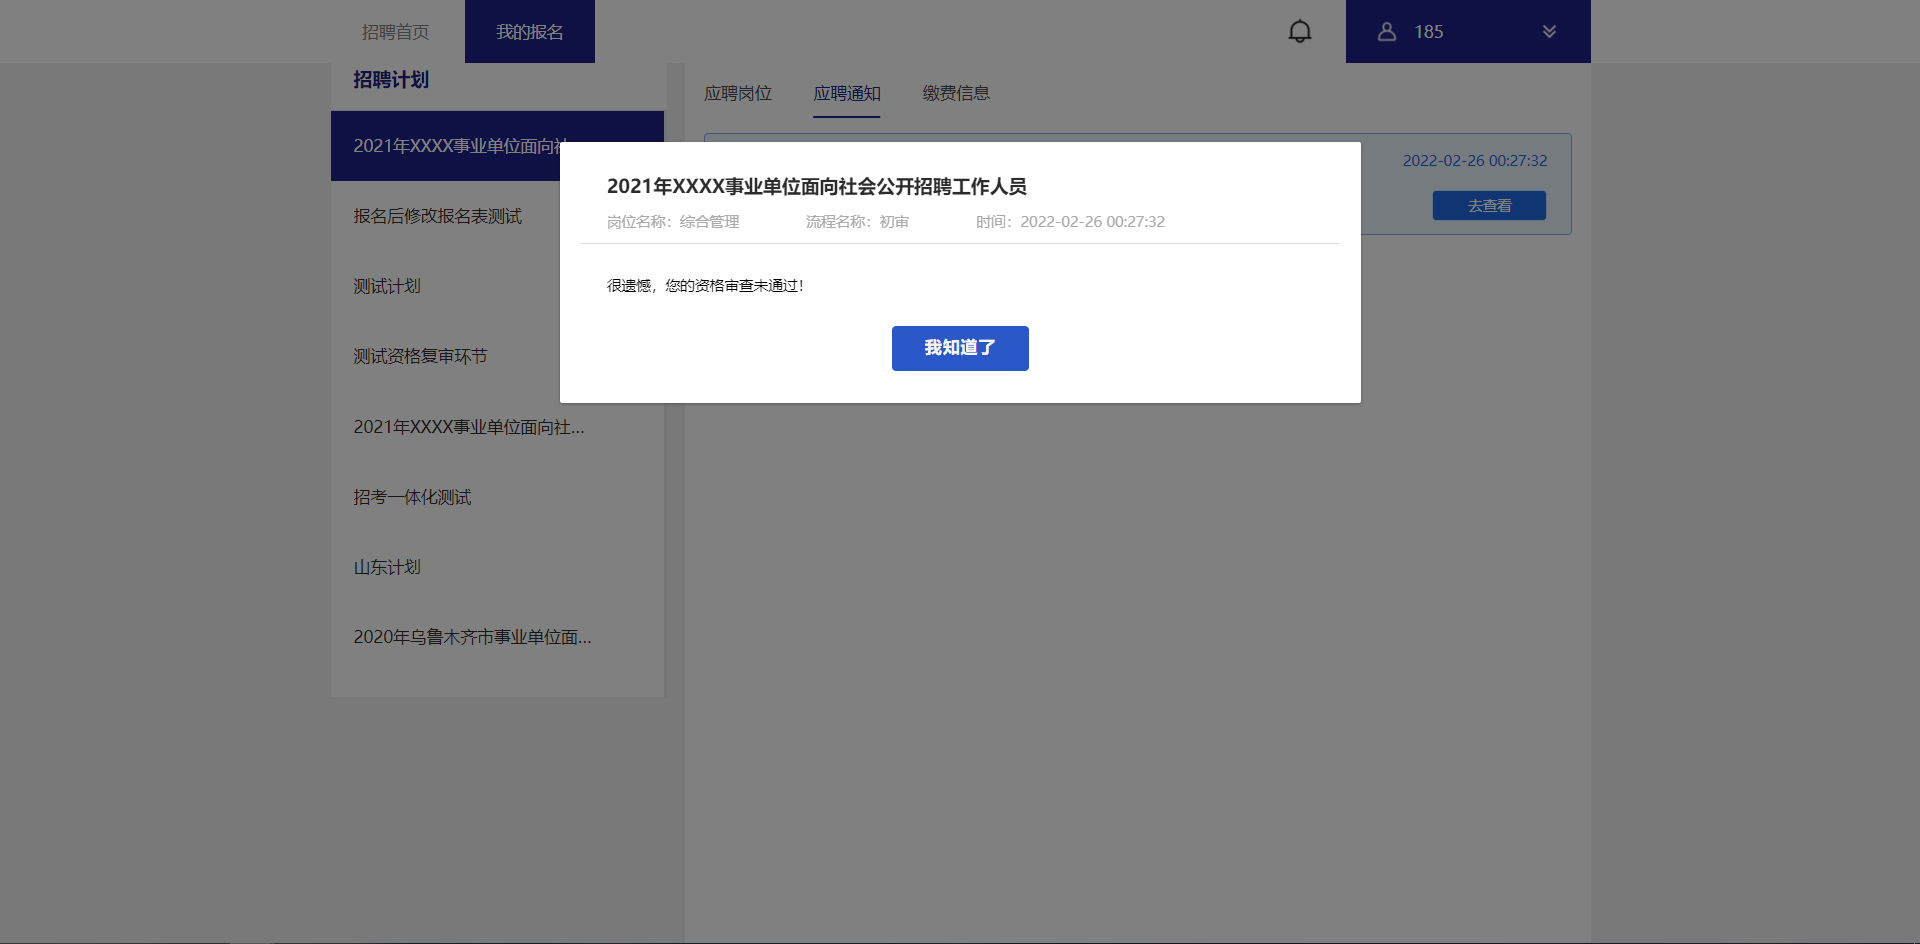 招聘首页
我的报名
185
招聘计划
应聘岗位
应聘通知
缴费信息
2021年XXXX事业单位面向社
2022-02-26 00:27:32
去查看
2021年XXXX事业单位面向社会公开招聘工作人员
岗位名称：综合管理
流程名称：初审
时间：2022-02-26 00:27:32
很遗憾，您的资格审查未通过！
我知道了
报名后修改报名表测试
测试计划
测试资格复审环节
2021年XXXX事业单位面向社...
招考一体化测试
山东计划
2020年乌鲁木齐市事业单位面...